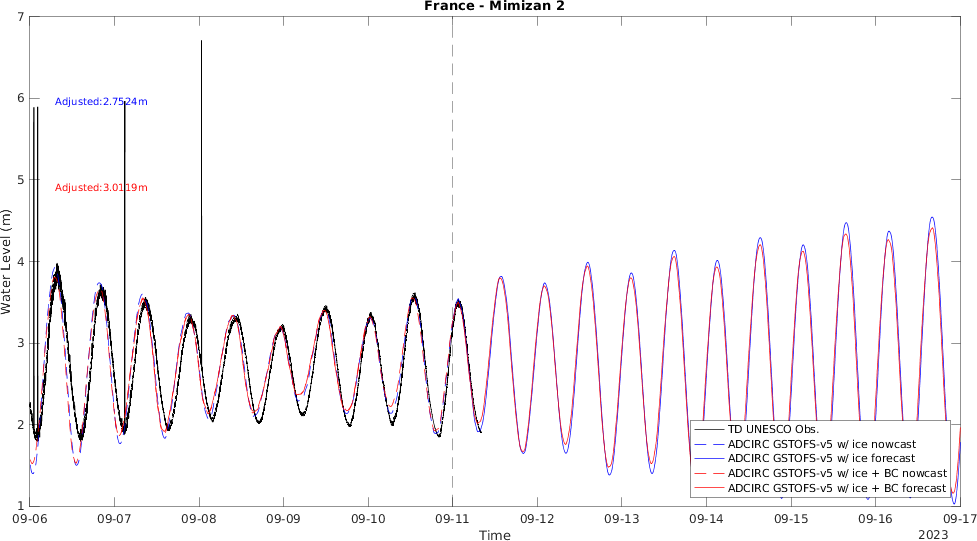 France - Mimizan 2
7
6
5
4
3
2
1
Water Level (m)
Adjusted:2.7524m
Adjusted:3.0119m
TD UNESCO Obs.
ADCIRC GSTOFS-v5 w/ ice nowcast
ADCIRC GSTOFS-v5 w/ ice forecast
ADCIRC GSTOFS-v5 w/ ice + BC nowcast
ADCIRC GSTOFS-v5 w/ ice + BC forecast
09-06 09-07 09-08 09-09 09-10 09-11 09-12 09-13 09-14 09-15 09-16 09-17
Time
2023